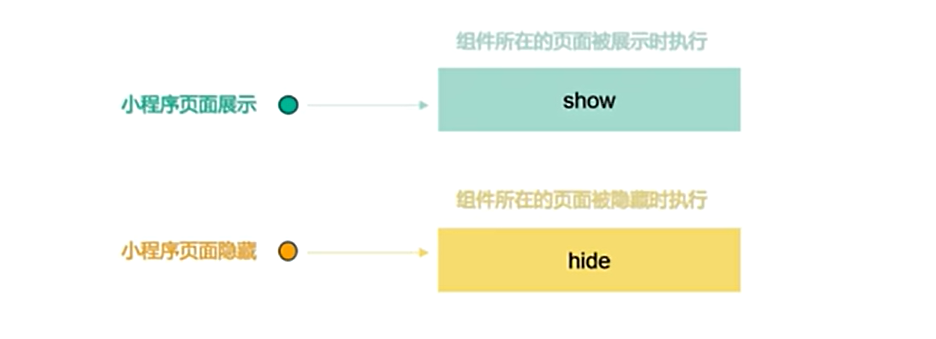 组件所在的页面被展示时执行
小程序页面展示
show
组件所在的页面被隐藏时执行
小程序页面隐藏
hide